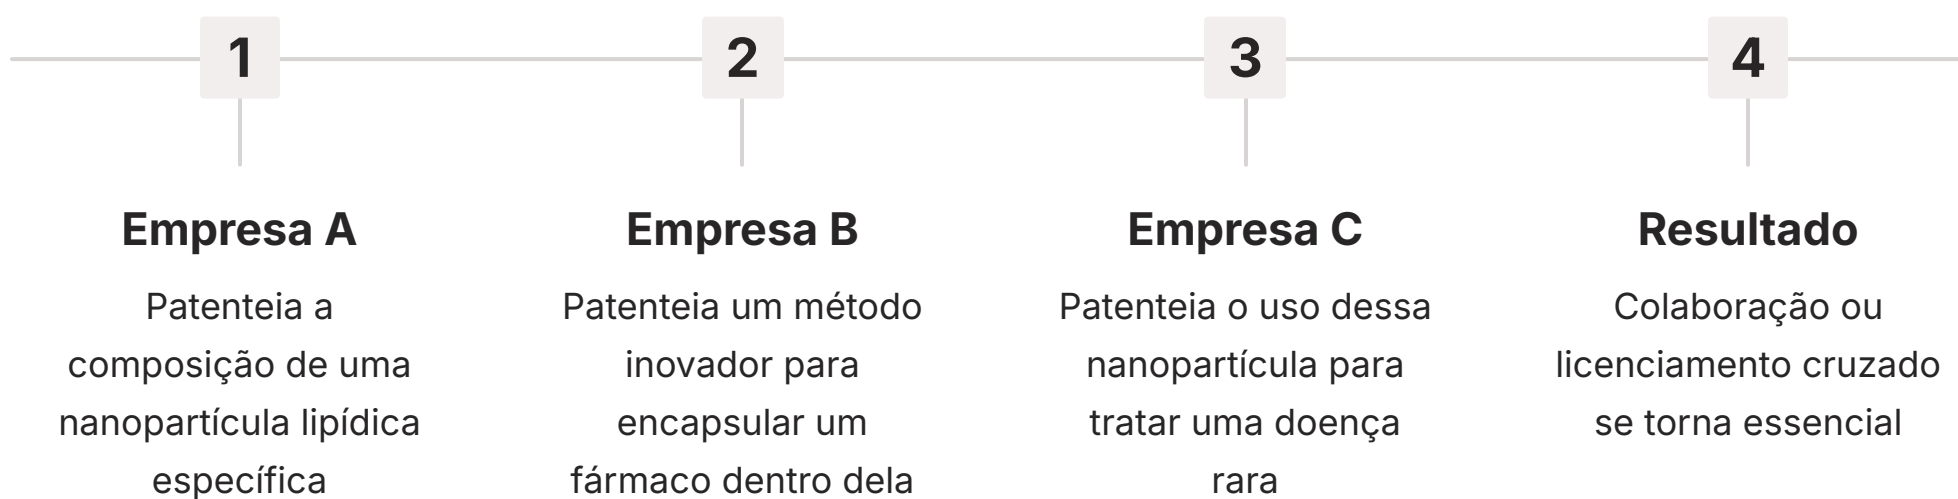 1
2
3
4
Empresa A
Patenteia a
composição de uma
nanopartícula lipídica
específica
Empresa B
Patenteia um método
inovador para
encapsular um
fármaco dentro dela
Empresa C
Patenteia o uso dessa
nanopartícula para
tratar uma doença
rara
Resultado
Colaboração ou
licenciamento cruzado
se torna essencial